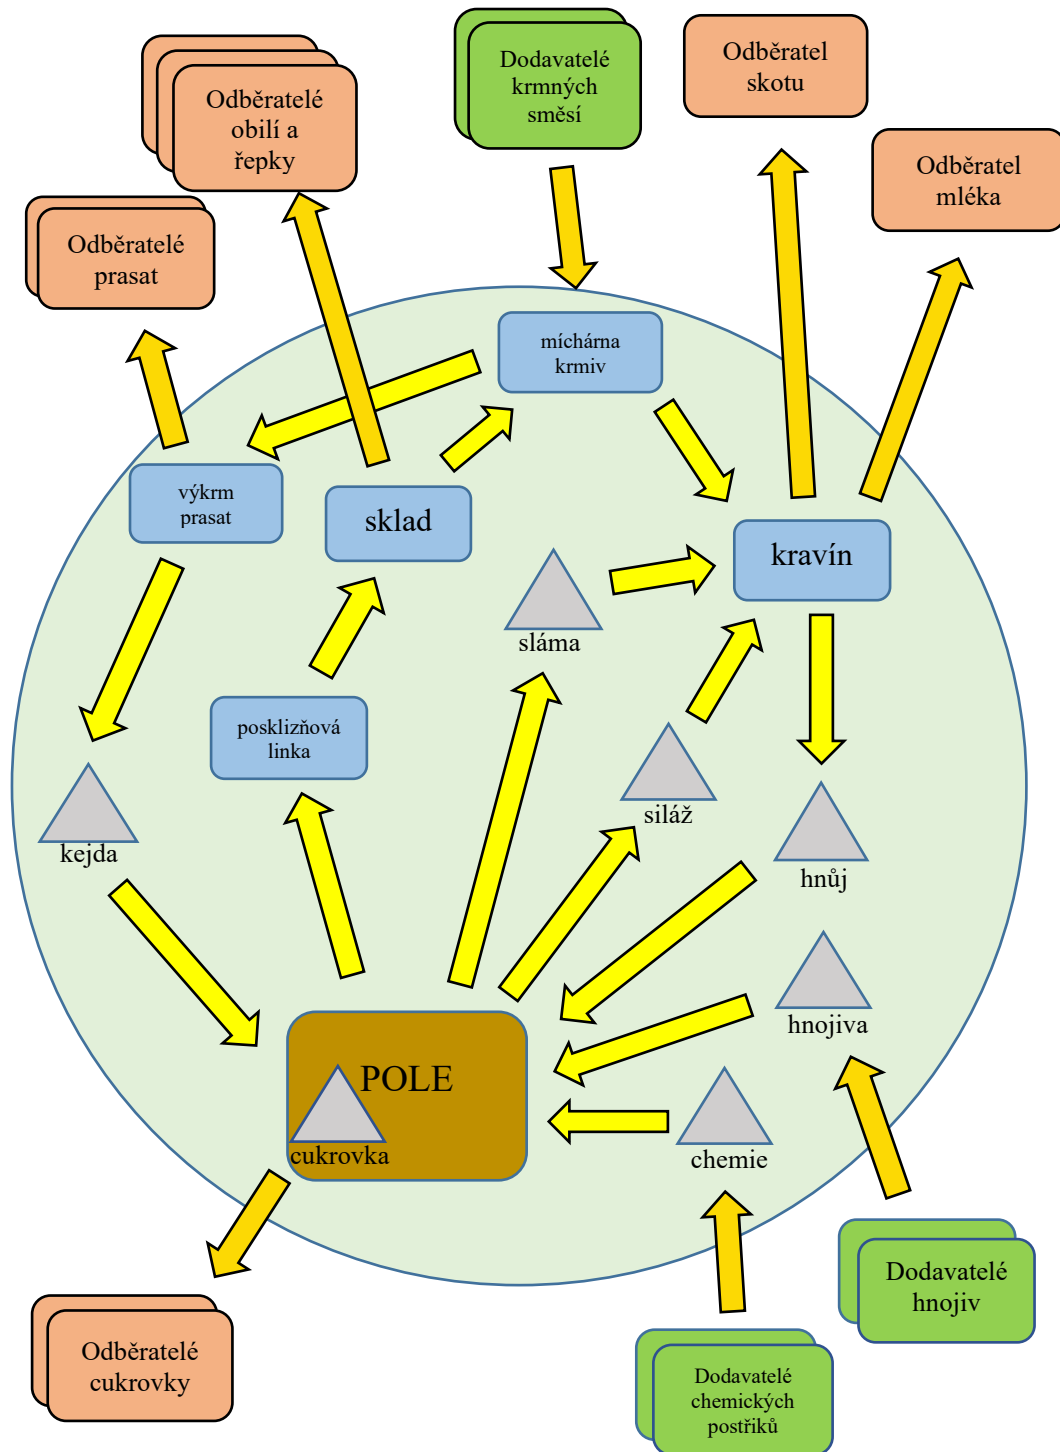 Odběratel
skotu
Dodavatelé
krmných
směsí
Odběratelé
obilí a
řepky
Odběratel
mléka
Odběratelé
prasat
míchárna
krmiv
výkrm
prasat
sklad
kravín
sláma
posklizňová
linka
siláž
kejda
hnůj
hnojiva
POLE
cukrovka
chemie
Dodavatelé
hnojiv
Odběratelé
cukrovky
Dodavatelé
chemických
postřiků